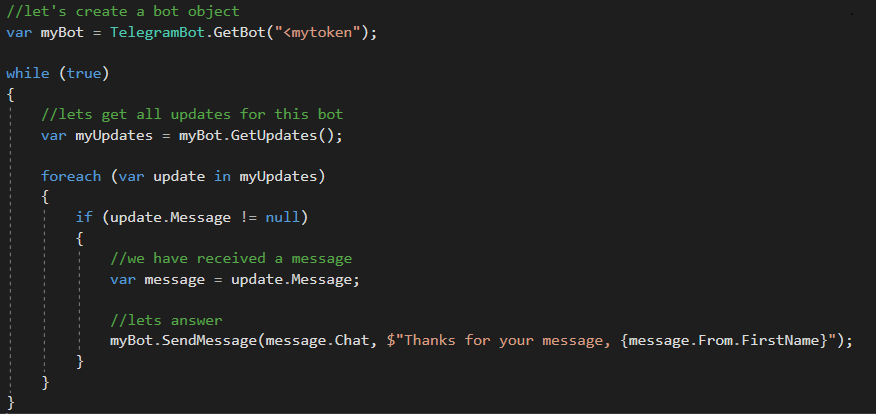 //let's create a bot object
var myBot = TelegramBot.GetBot("<mytoken");

while (true)
{
    //lets get all updates for this bot
    var myUpdates = myBot.GetUpdates();

    foreach (var update in myUpdates)
    {
        if (update.Message != null)
        {
            //we have received a message
            var message = update.Message;

            //lets answer
            myBot.SendMessage(message.Chat, $"Thanks for your message, {message.From.FirstName}");
        }
    }
}